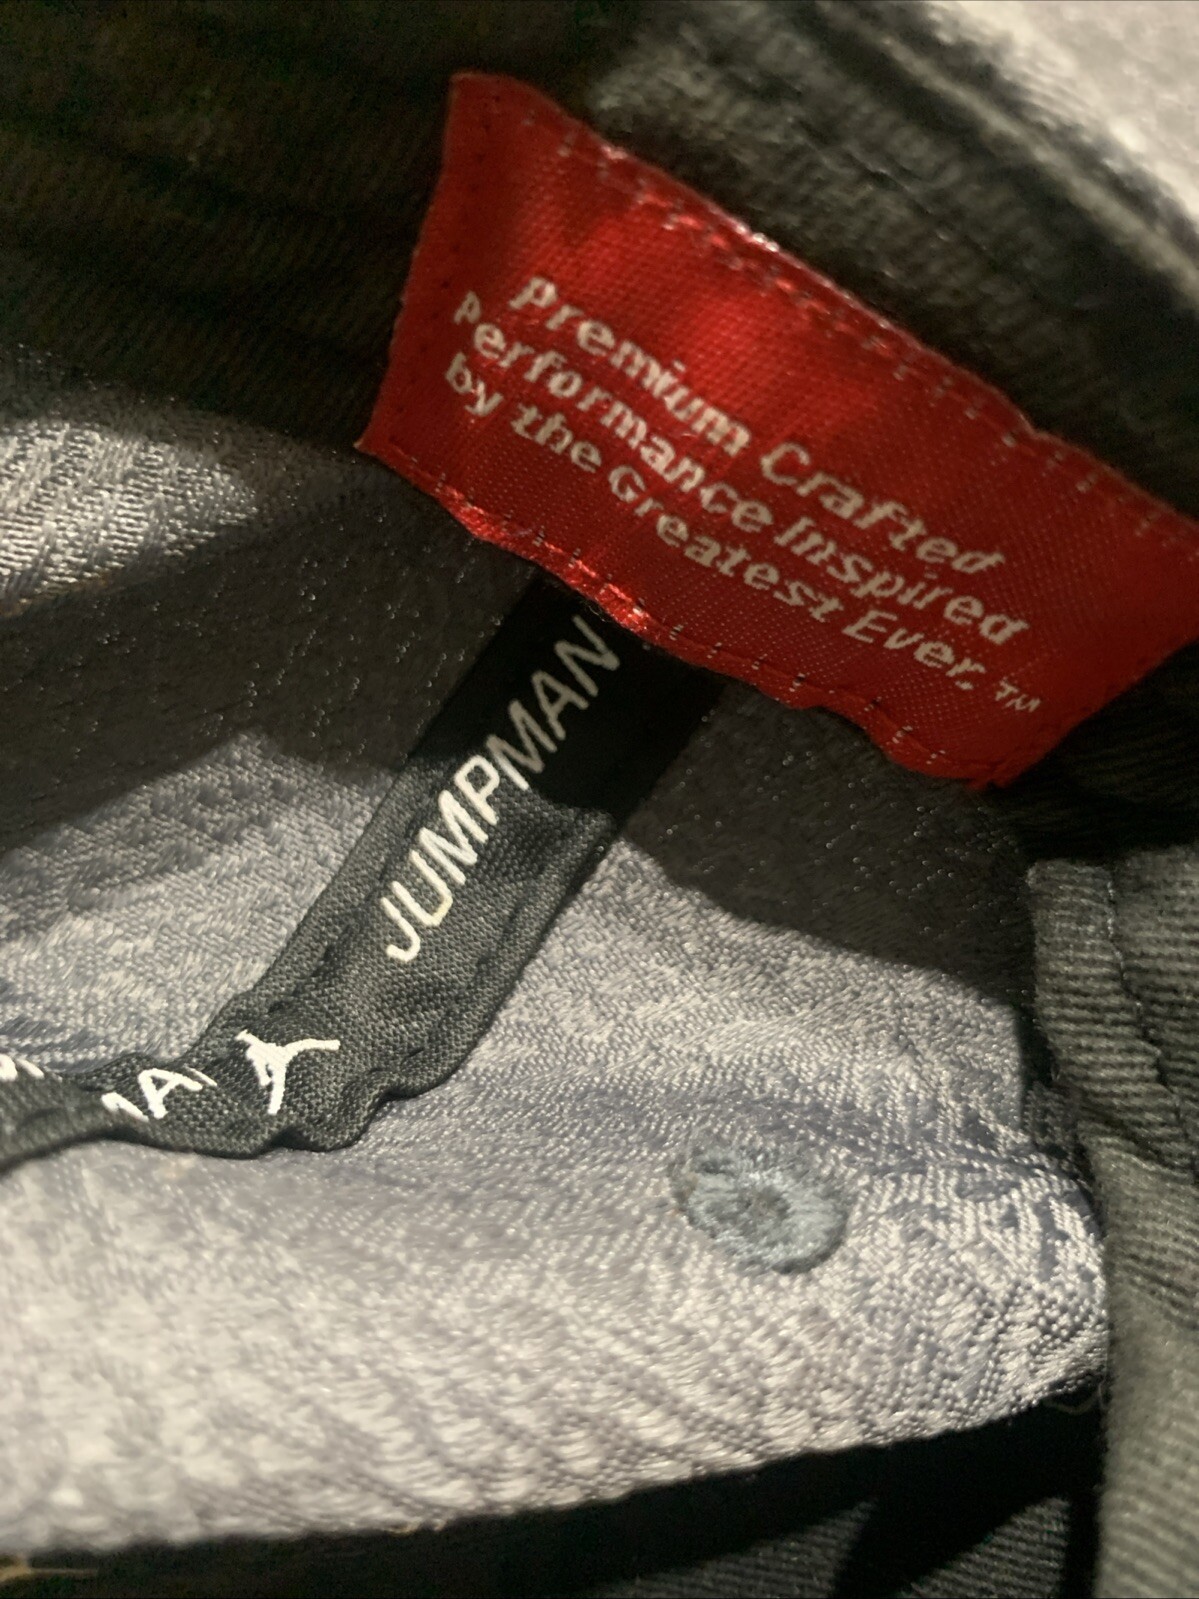 Premium Crafted
Performance Inspired
by the Greatest Ever.™
JUMPMAN